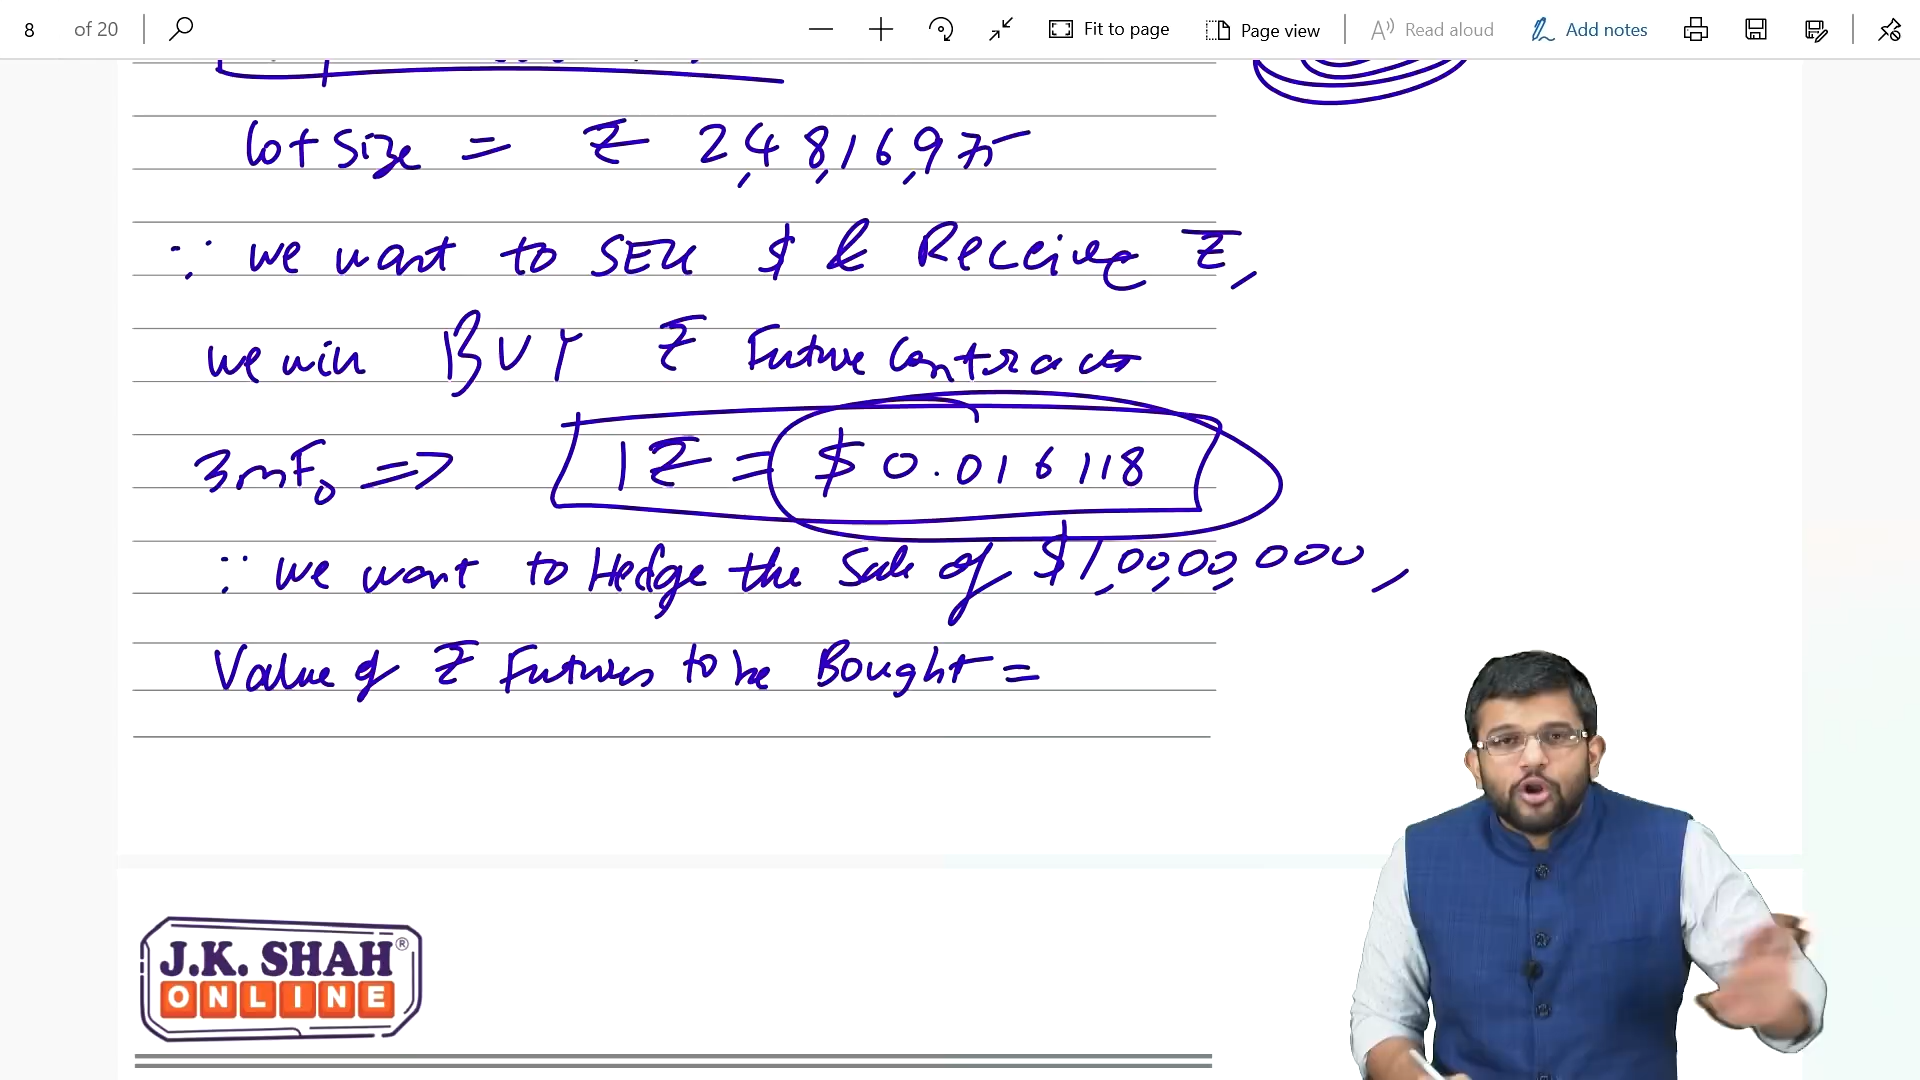 8 of 20 Fit to page Page view Read aloud Add notes
lot size = ₹ 24,81,6,975
∵ we want to SELL $ & Receive ₹,
we will BUY ₹ Future Contracts
3mF₀ => 1₹ = $0.016118
∵ we want to Hedge the Sale of $1,00,00,000,
Value of ₹ Futures to be Bought =
J.K. SHAH®
ONLINE